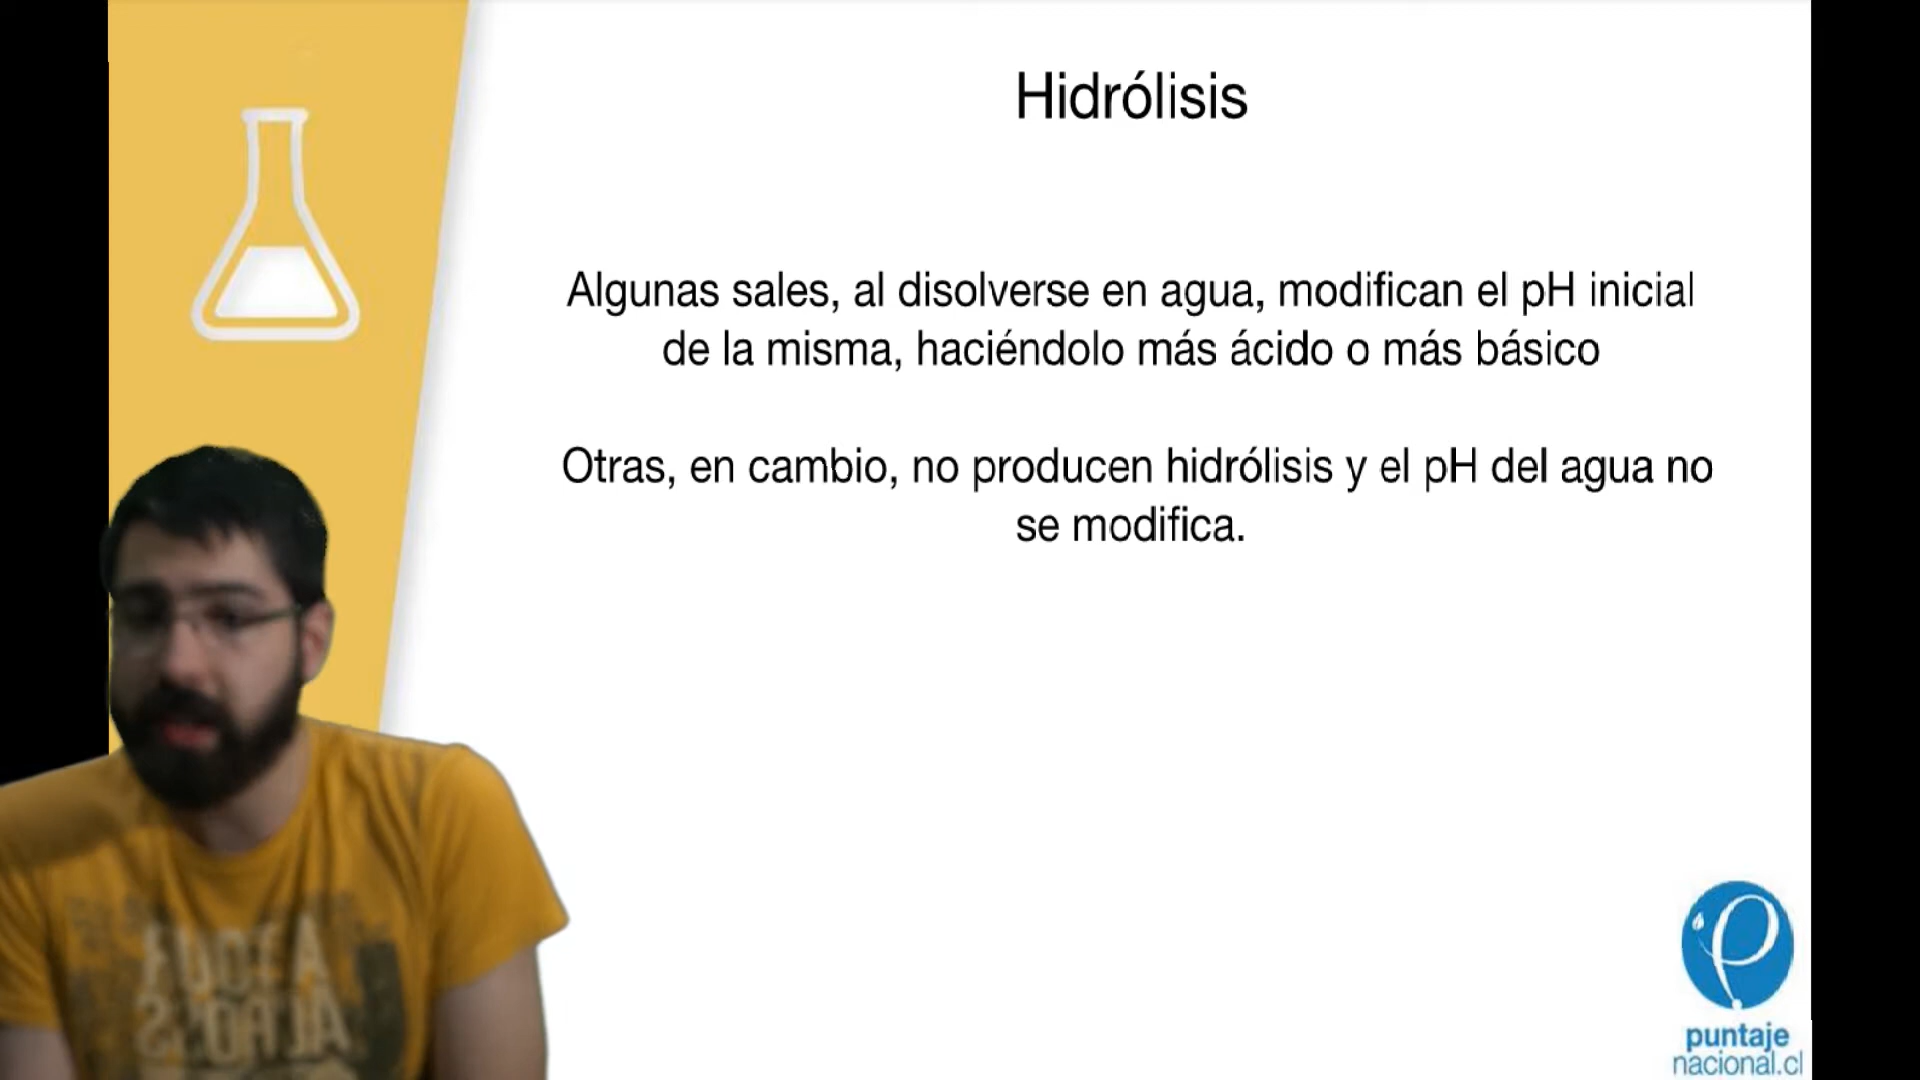 Hidrólisis
Algunas sales, al disolverse en agua, modifican el pH inicial
de la misma, haciéndolo más ácido o más básico
Otras, en cambio, no producen hidrólisis y el pH del agua no
se modifica.
puntaje
nacional.cl